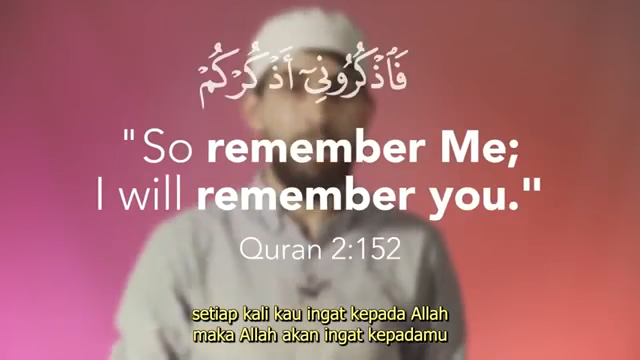 فَٱذْكُرُونِىٓ أَذْكُرْكُمْ
"So remember Me;
I will remember you."
Quran 2:152
setiap kali kau ingat kepada Allah
maka Allah akan ingat kepadamu